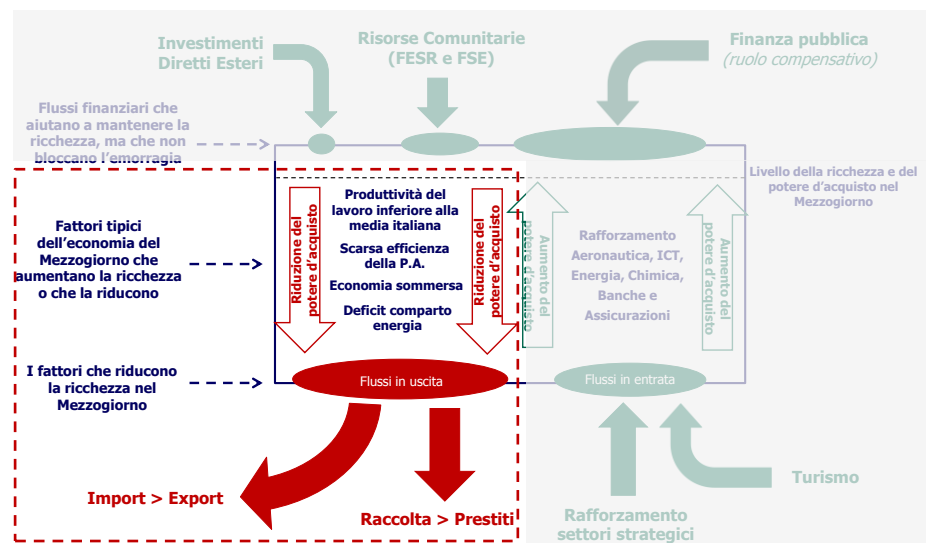 Investimenti
Diretti Esteri
Risorse Comunitarie
(FESR e FSE)
Finanza pubblica
(ruolo compensativo)
Flussi finanziari che
aiutano a mantenere la
ricchezza, ma che non
bloccano l'emorragia
Livello della ricchezza e del
potere d'acquisto nel
Mezzogiorno
Fattori tipici
dell'economia del
Mezzogiorno che
aumentano la ricchezza
o che la riducono
Riduzione del
potere d'acquisto
Produttività del
lavoro inferiore alla
media italiana
Scarsa efficienza
della P.A.
Economia sommersa
Deficit comparto
energia
Riduzione del
potere d'acquisto
Aumento del
potere d'acquisto
Rafforzamento
Aeronautica, ICT,
Energia, Chimica,
Banche e
Assicurazioni
Aumento del
potere d'acquisto
I fattori che riducono
la ricchezza nel
Mezzogiorno
Flussi in uscita
Flussi in entrata
Import > Export
Raccolta > Prestiti
Rafforzamento
settori strategici
Turismo